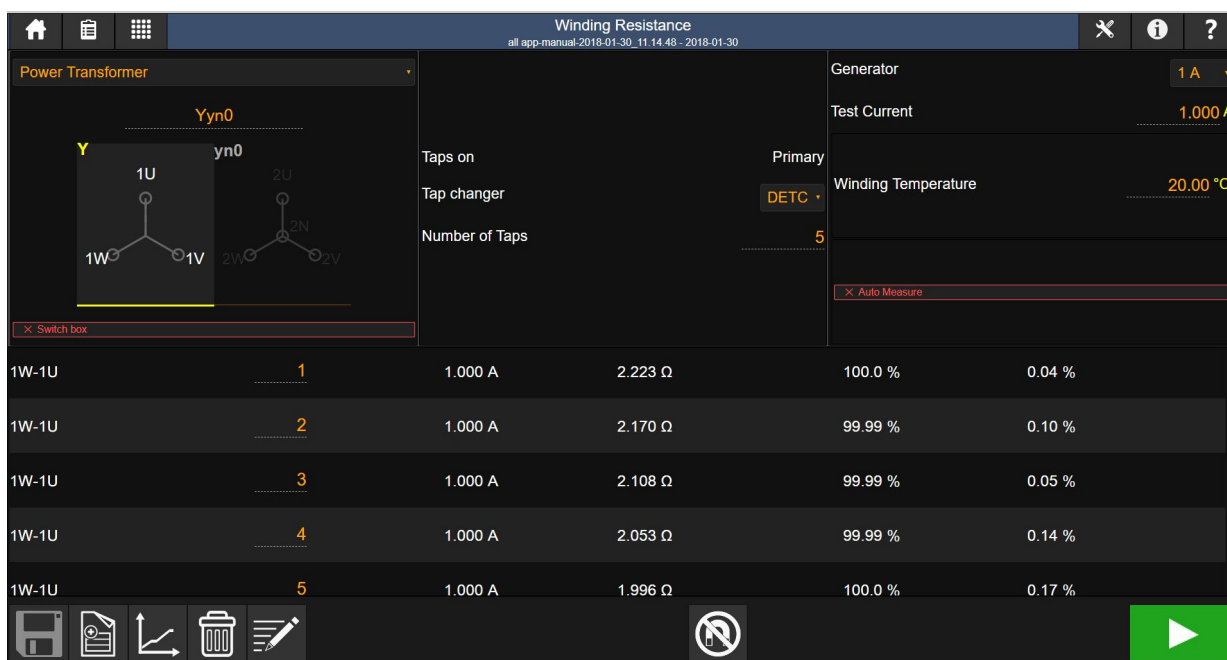 Winding Resistance
all app-manual-2018-01-30_11.14.48 - 2018-01-30
?
Power Transformer
Yyn0
Y
yn0
1U
2U
2N
1W
1V
2W
2V
× Switch box
Taps on Primary
Tap changer DETC
Number of Taps 5
Generator 1 A
Test Current 1.000 A
Winding Temperature 20.00 °C
× Auto Measure
1W-1U 1 1.000 A 2.223 Ω 100.0 % 0.04 %
1W-1U 2 1.000 A 2.170 Ω 99.99 % 0.10 %
1W-1U 3 1.000 A 2.108 Ω 99.99 % 0.05 %
1W-1U 4 1.000 A 2.053 Ω 99.99 % 0.14 %
1W-1U 5 1.000 A 1.996 Ω 100.0 % 0.17 %